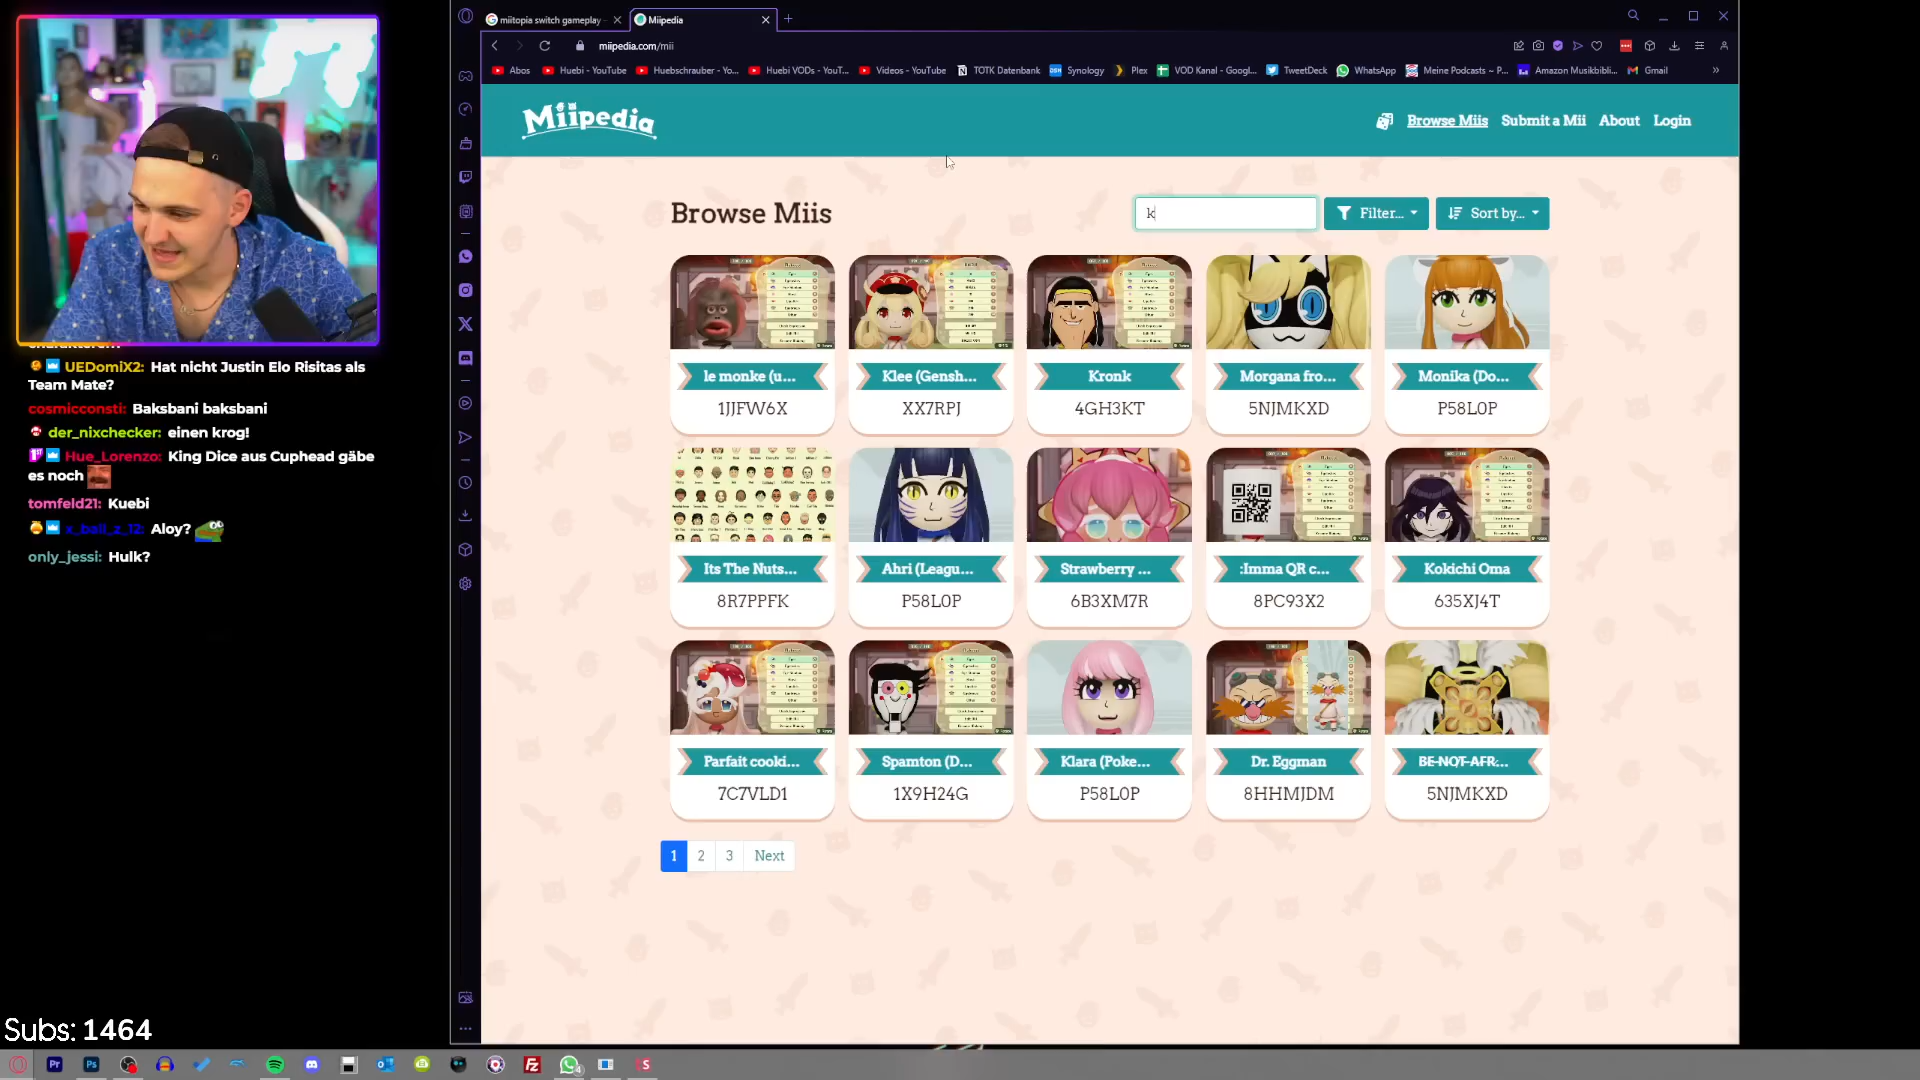 miitopia switch gameplay
Miipedia
miipedia.com/mii
Abos
Huebi - YouTube
Huebschrauber - Yo...
Huebi VODs - YouT...
Videos - YouTube
TOTK Datenbank
Synology
Plex
VOD Kanal - Googl...
TweetDeck
WhatsApp
Meine Podcasts – P...
Amazon Musikbibli...
Gmail
Miipedia
Browse Miis
Submit a Mii
About
Login
Browse Miis
k
Filter...
Sort by...
le monke (u...
Klee (Gensh...
Kronk
Morgana fro...
Monika (Do...
1JJFW6X
XX7RPJ
4GH3KT
5NJMKXD
P58L0P
Its The Nuts...
Ahri (Leagu...
Strawberry ...
:Imma QR c...
Kokichi Oma
8R7PPFK
P58L0P
6B3XM7R
8PC93X2
635XJ4T
Parfait cooki...
Spamton (D...
Klara (Poke...
Dr. Eggman
BE-NOT-AFR...
7C7VLD1
1X9H24G
P58L0P
8HHMJDM
5NJMKXD
1
2
3
Next
UEDomiX2: Hat nicht Justin Elo Risitas als
Team Mate?
cosmicconsti: Baksbani baksbani
der_nixchecker: einen krog!
Hue_Lorenzo: King Dice aus Cuphead gäbe
es noch
tomfeld21: Kuebi
x_ball_z_12: Aloy?
only_jessi: Hulk?
Subs: 1464